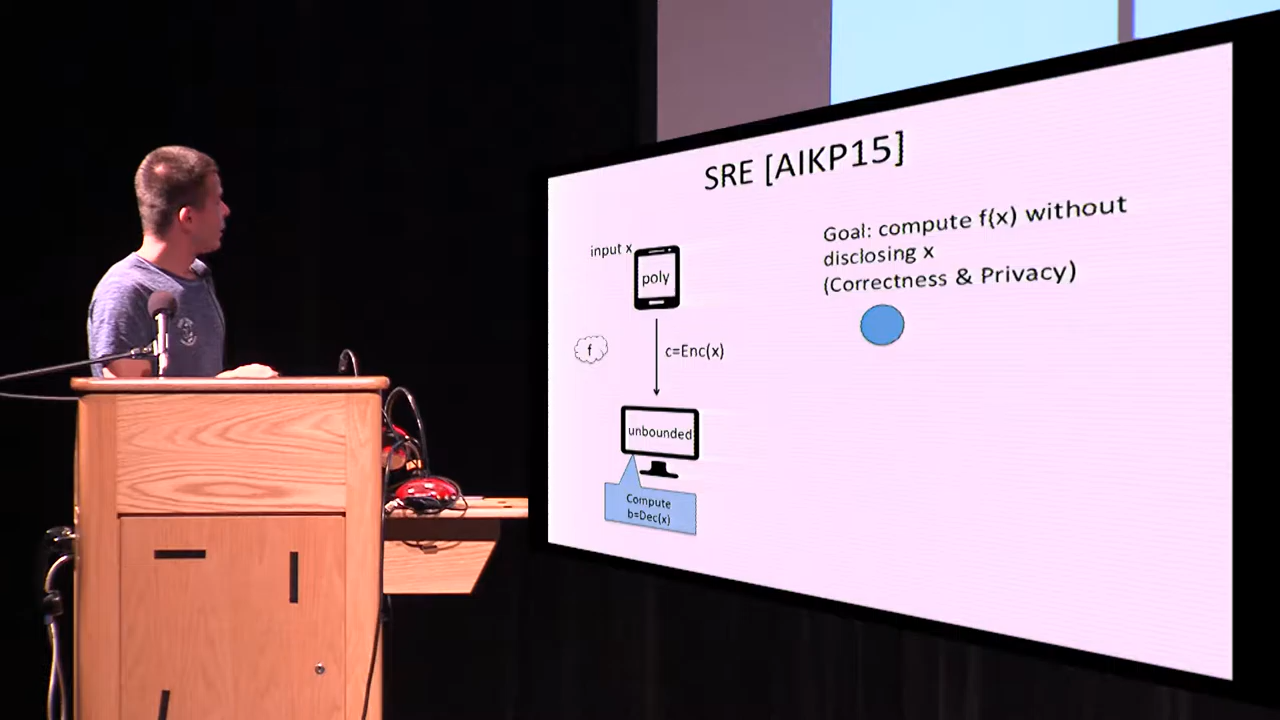 SRE [AIKP15]
input x
poly
f
c=Enc(x)
unbounded
Compute
b=Dec(x)
Goal: compute f(x) without
disclosing x
(Correctness & Privacy)